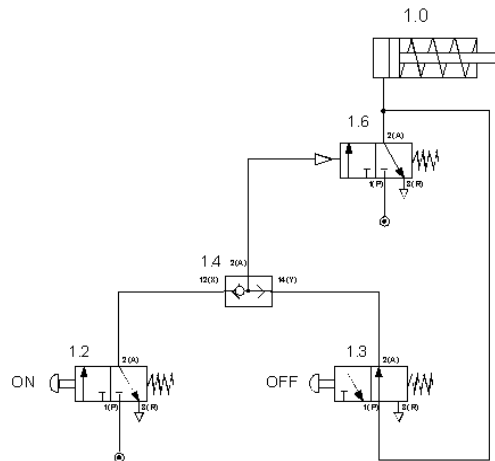 1.0
1.6
2(A)
1(P) 3(R)
1.4 2(A)
12(X) 14(Y)
1.2 2(A)
ON
1(P) 3(R)
1.3 2(A)
OFF
1(P) 3(R)